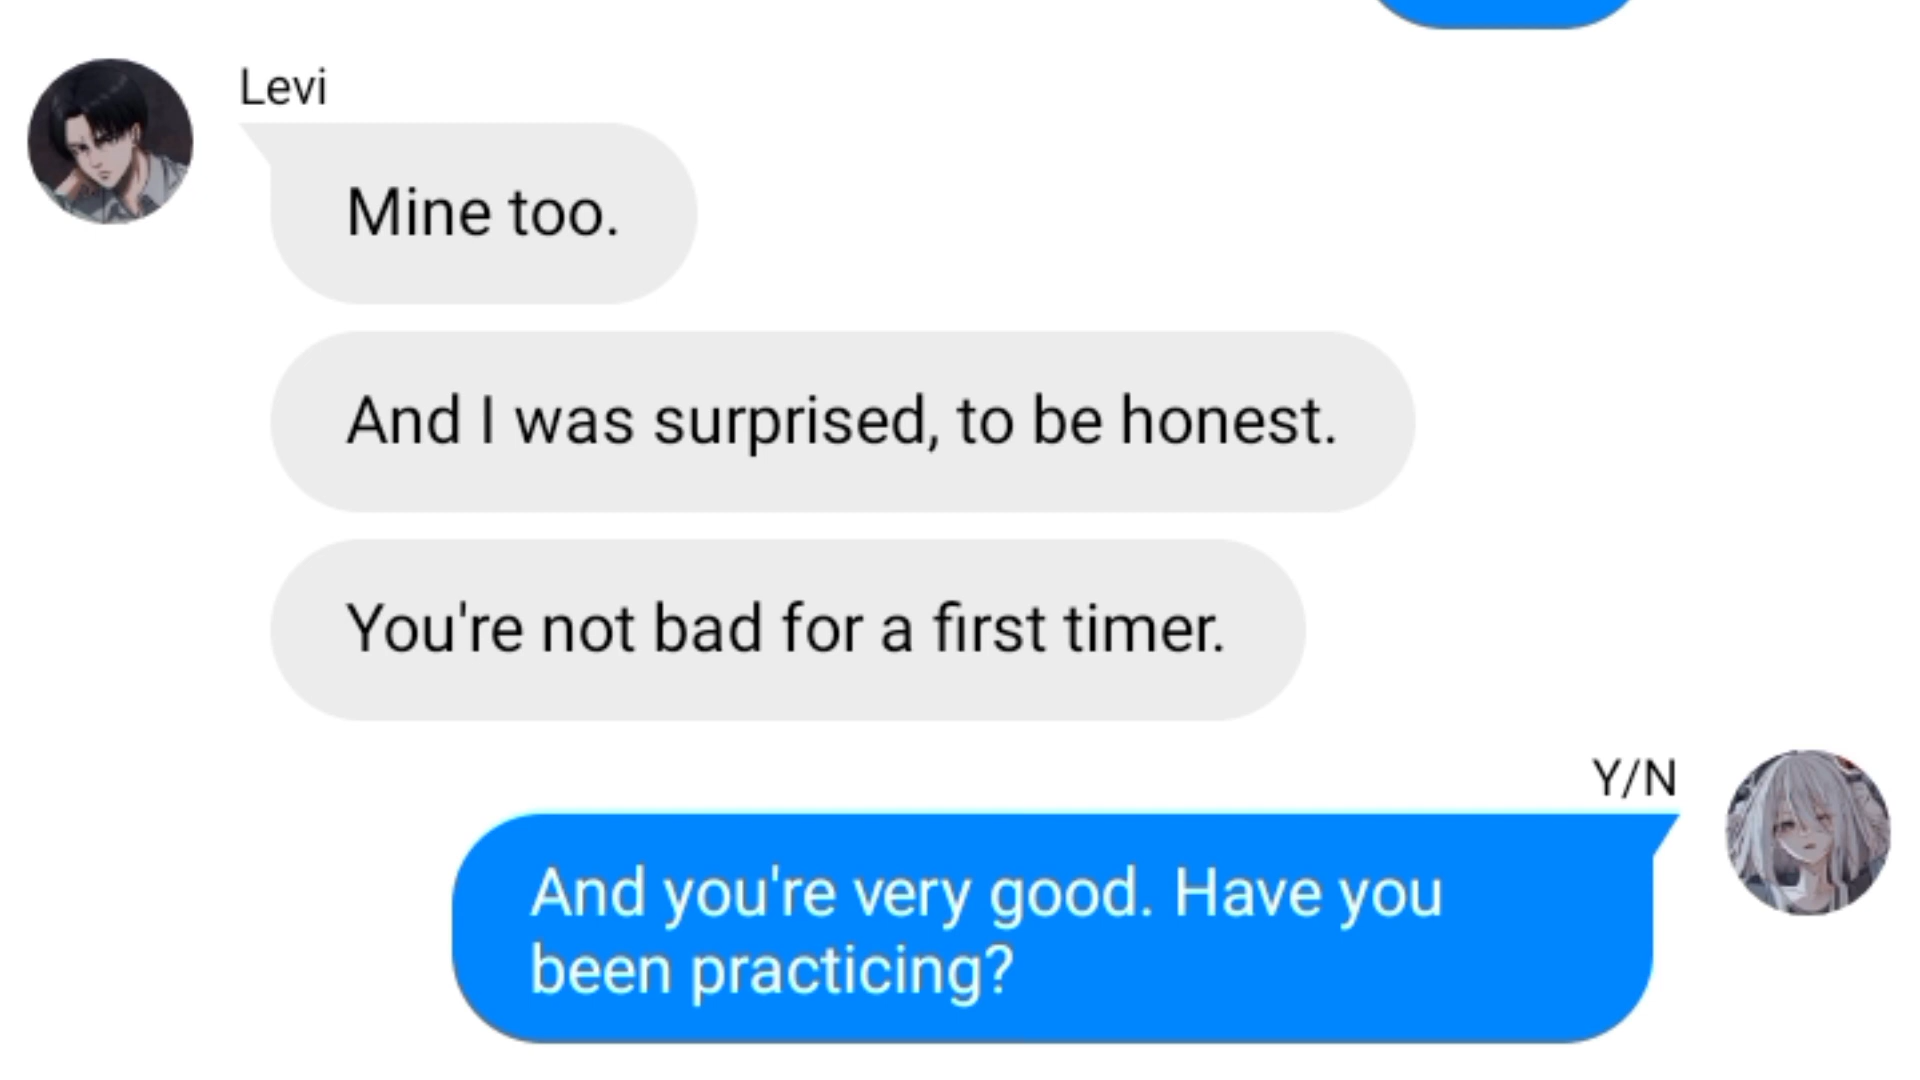 Levi
Mine too.
And I was surprised, to be honest.
You're not bad for a first timer.
Y/N
And you're very good. Have you
been practicing?